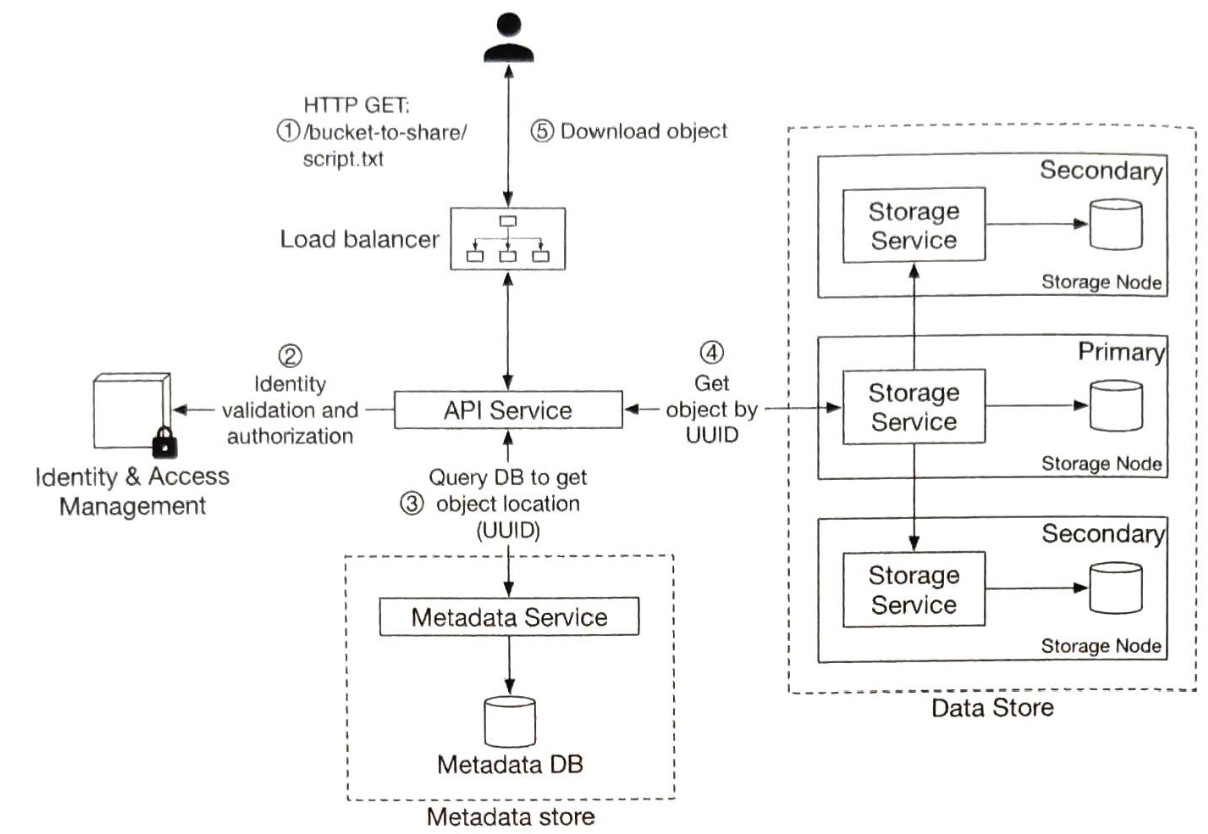 HTTP GET:
①/bucket-to-share/
script.txt
⑤ Download object
Load balancer
②
Identity
validation and
authorization
Identity & Access
Management
API Service
④
Get
object by
UUID
Query DB to get
③ object location
(UUID)
Metadata Service
Metadata DB
Metadata store
Secondary
Storage
Service
Storage Node
Primary
Storage
Service
Storage Node
Secondary
Storage
Service
Storage Node
Data Store